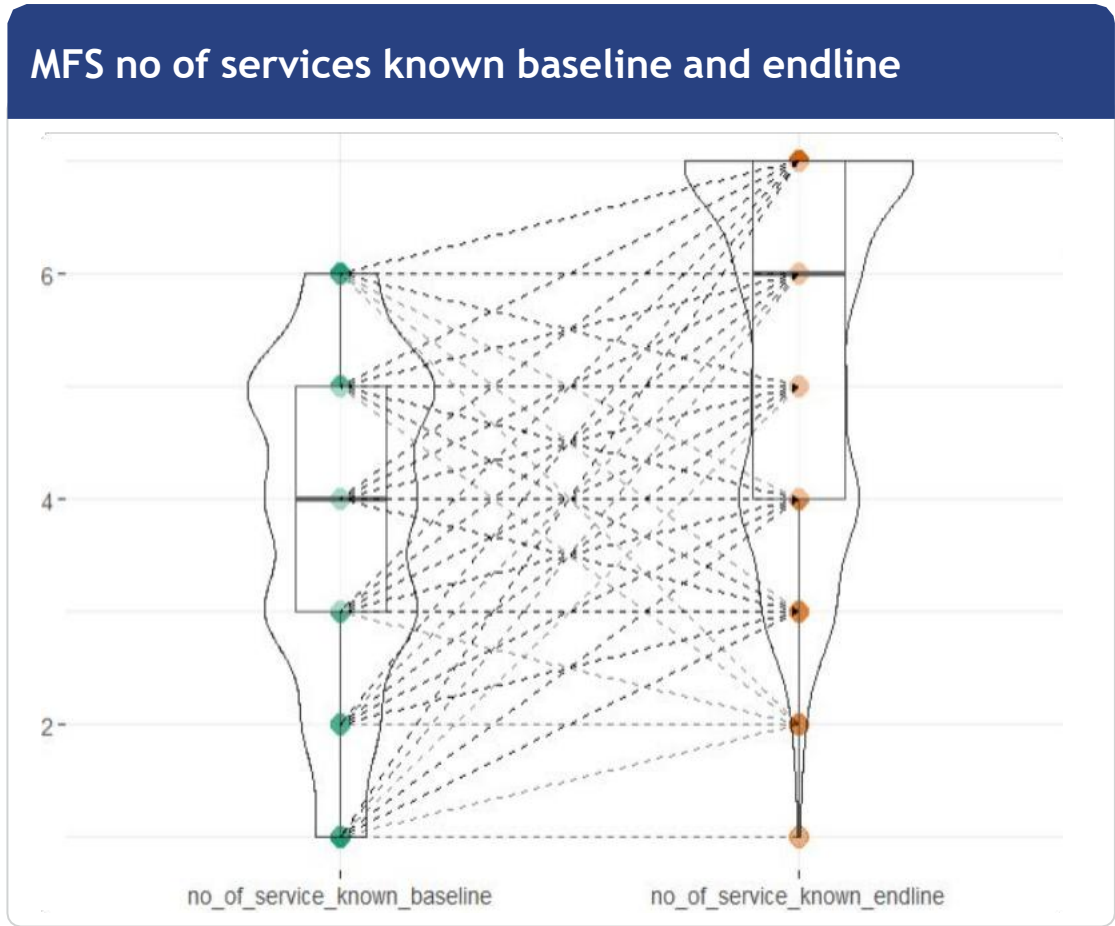 MFS no of services known baseline and endline
6
4
2
no_of_service_known_baseline
no_of_service_known_endline